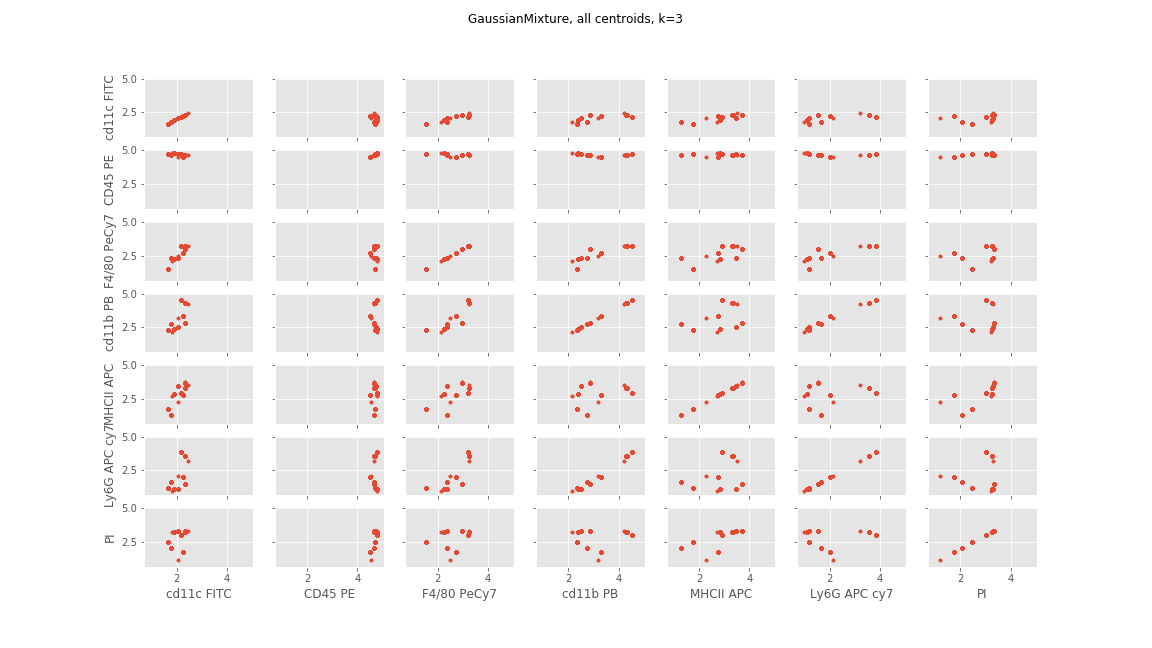 GaussianMixture, all centroids, k=3
cd11c FITC
5.0
2.5
CD45 PE
5.0
2.5
F4/80 PeCy7
5.0
2.5
cd11b PB
5.0
2.5
MHCII APC
5.0
2.5
Ly6G APC cy7
5.0
2.5
PI
5.0
2.5
2 4 2 4 2 4 2 4 2 4 2 4 2 4
cd11c FITC CD45 PE F4/80 PeCy7 cd11b PB MHCII APC Ly6G APC cy7 PI